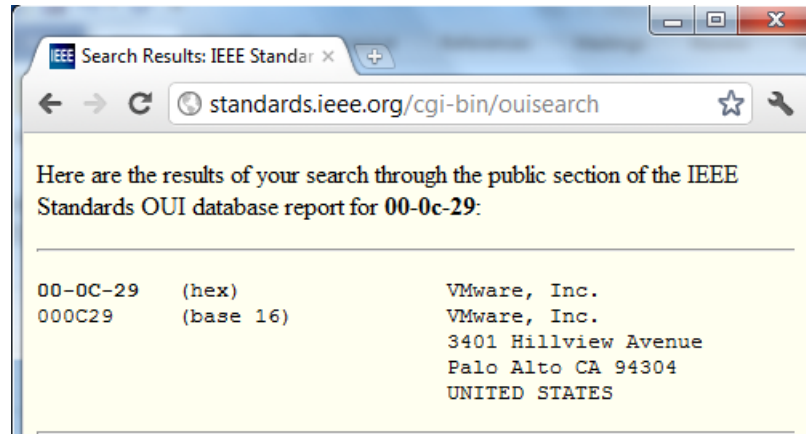 IEEE Search Results: IEEE Standar
standards.ieee.org/cgi-bin/ouisearch
Here are the results of your search through the public section of the IEEE
Standards OUI database report for 00-0c-29:
00-0C-29 (hex) VMware, Inc.
000C29 (base 16) VMware, Inc.
3401 Hillview Avenue
Palo Alto CA 94304
UNITED STATES